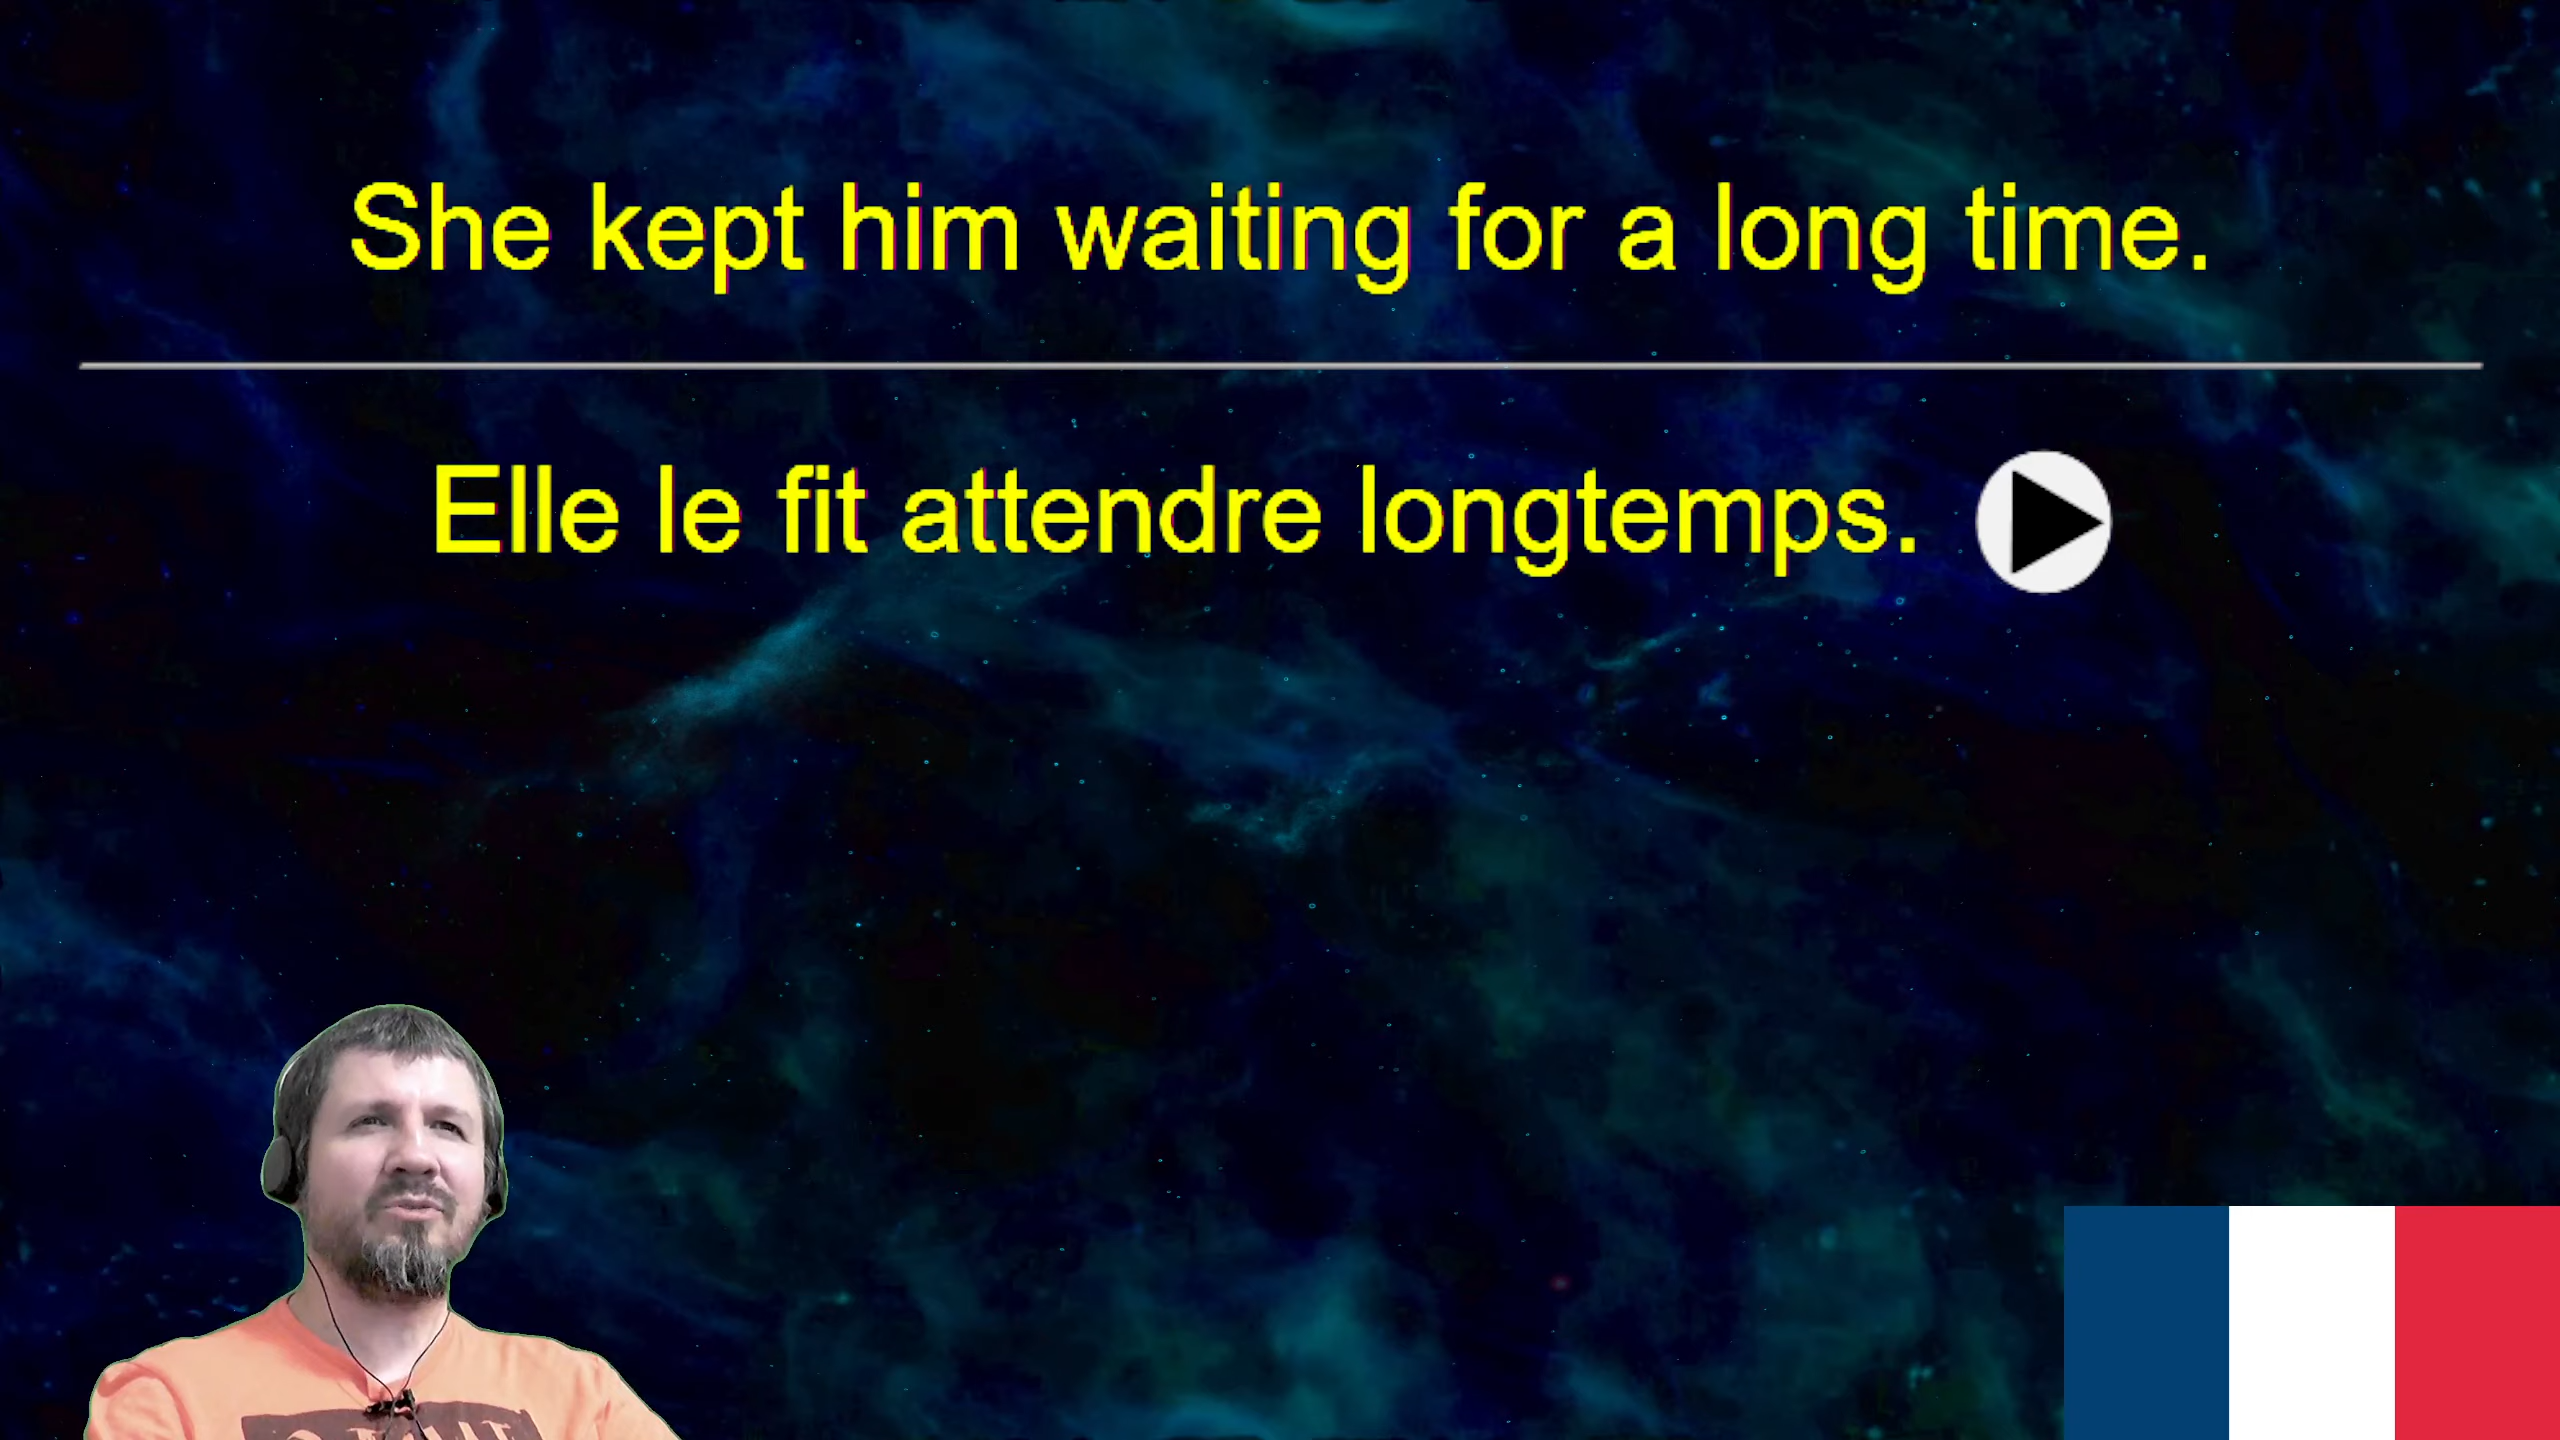 She kept him waiting for a long time.
Elle le fit attendre longtemps.